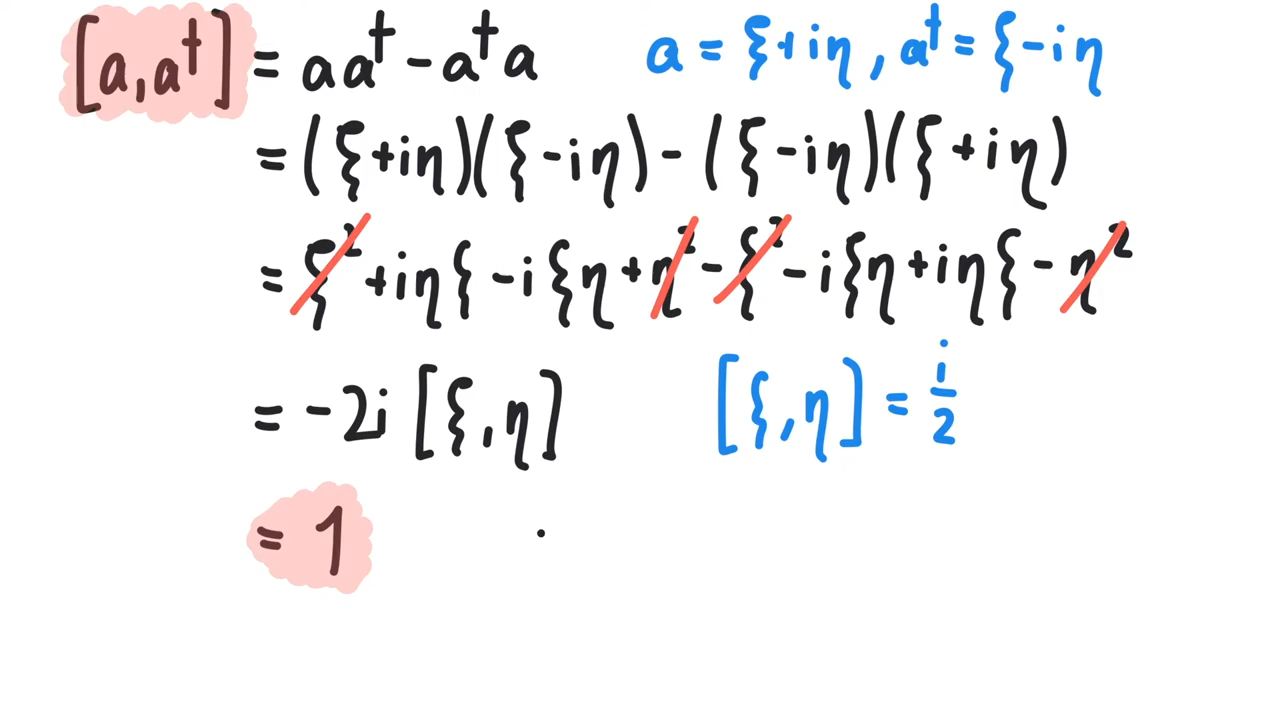 [a,a†] = aa† - a†a a = ξ+iη, a† = ξ-iη
= (ξ+iη)(ξ-iη) - (ξ-iη)(ξ+iη)
= ξ² + iηξ - iξη + η² - ξ² - iξη + iηξ - η²
= -2i [ξ,η] [ξ,η] = i/2
= 1